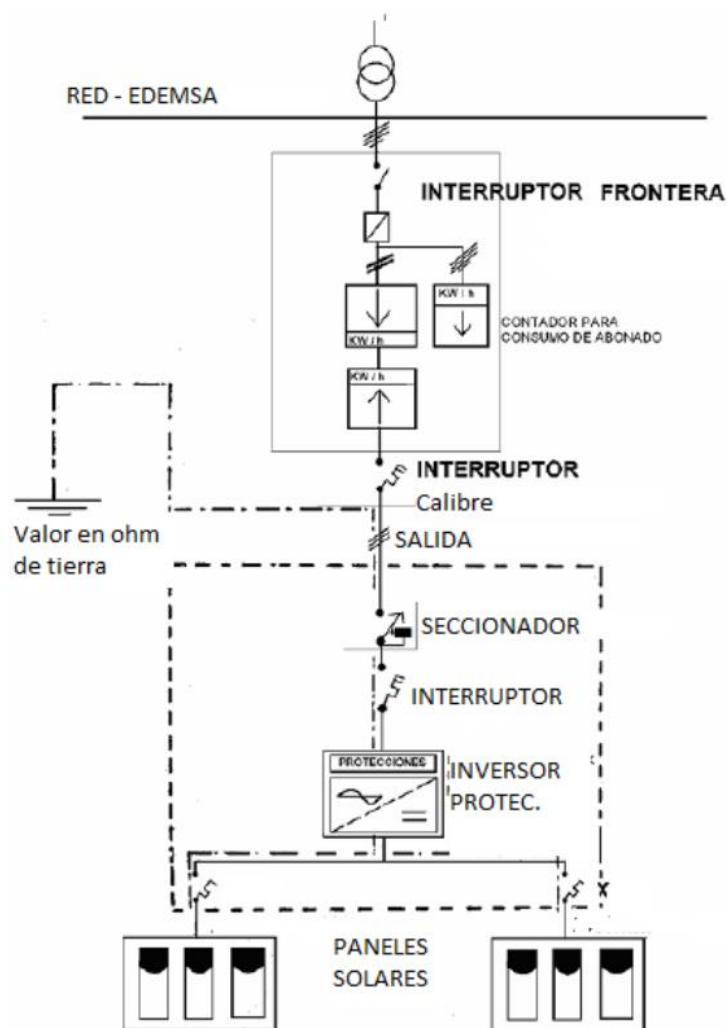 RED - EDEMSA
INTERRUPTOR FRONTERA
KW / h
KW / h
CONTADOR PARA
CONSUMO DE ABONADO
KW / h
INTERRUPTOR
Calibre
SALIDA
Valor en ohm
de tierra
SECCIONADOR
INTERRUPTOR
PROTECCIONES
INVERSOR
PROTEC.
PANELES
SOLARES